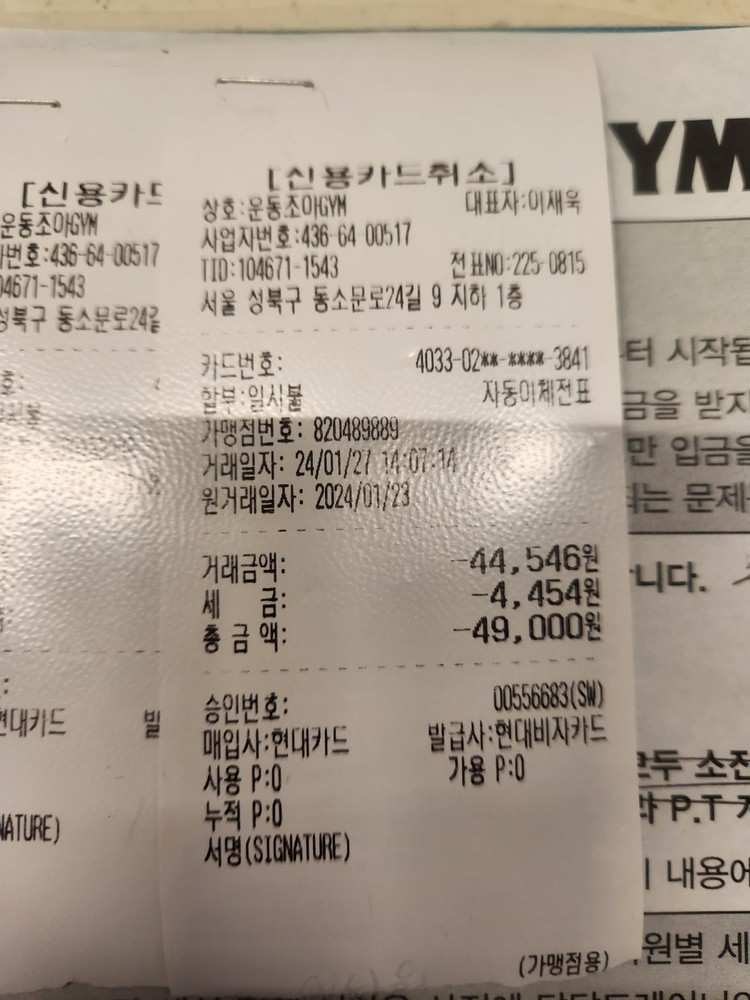 YM
[신용카드
운동조아GYM
번호:436-64-00517
04671-1543
성북구 동소문로24길
호:
현대카드 발
NATURE)
[신용카드취소]
상호:운동조아GYM 대표자:이재욱
사업자번호:436-64-00517
TID:104671-1543 전표NO:225-0815
서울 성북구 동소문로24길 9 지하 1층
카드번호: 4033-02**-****-3841
할부:일시불 자동이체전표
가맹점번호: 820489889
거래일자: 24/01/27 14:07:14
원거래일자: 2024/01/23
거래금액: -44,546원
세 금: -4,454원
총 금 액: -49,000원
승인번호: 00556683(SW)
매입사:현대카드 발급사:현대비자카드
사용 P:0 가용 P:0
누적 P:0
서명(SIGNATURE)
(가맹점용)
터 시작됩
금을 받지
만 입금을
되는 문제
니다.
모두 소진
P.T
내용에
원별 세